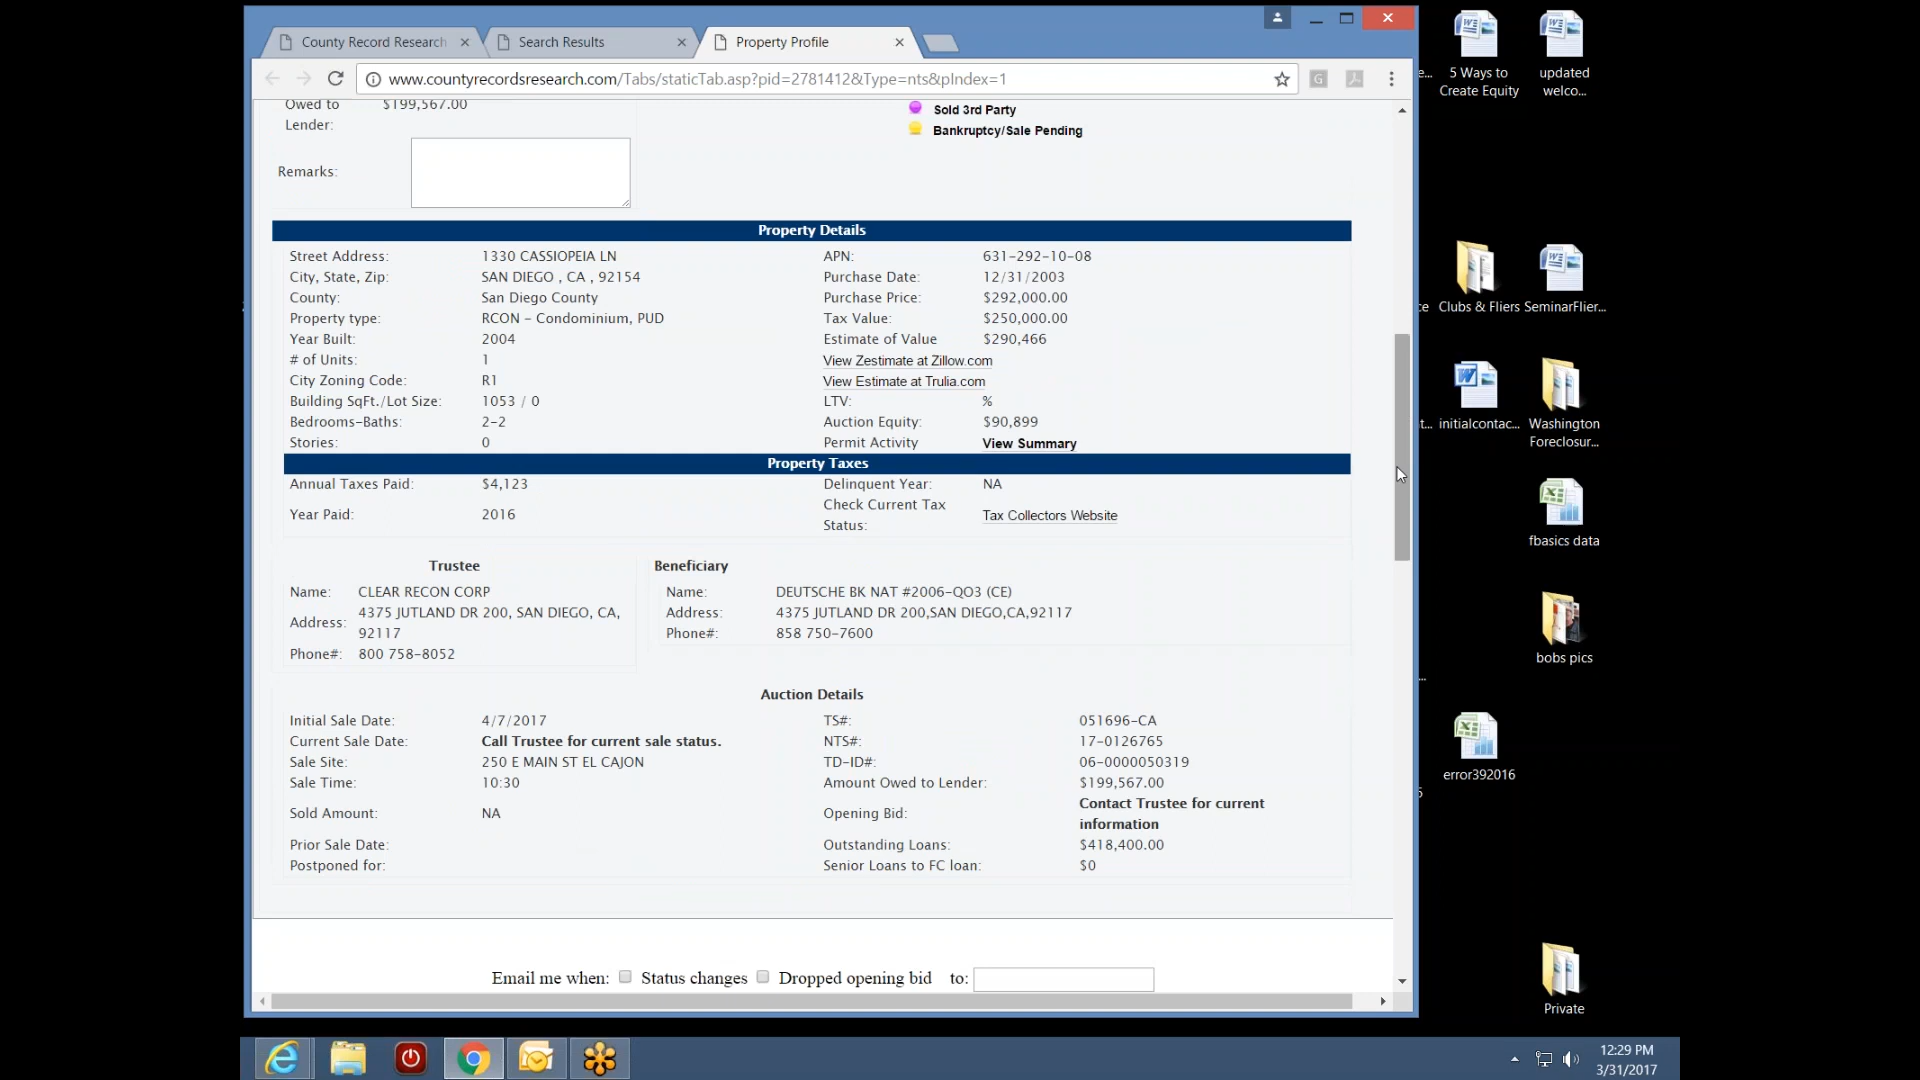 County Record Research
Search Results
Property Profile
www.countyrecordsresearch.com/Tabs/staticTab.asp?pid=2781412&Type=nts&pIndex=1
Owed to
Lender:
$199,567.00
Sold 3rd Party
Bankruptcy/Sale Pending
Remarks:
Property Details
Street Address: 1330 CASSIOPEIA LN APN: 631-292-10-08
City, State, Zip: SAN DIEGO , CA , 92154 Purchase Date: 12/31/2003
County: San Diego County Purchase Price: $292,000.00
Property type: RCON - Condominium, PUD Tax Value: $250,000.00
Year Built: 2004 Estimate of Value $290,466
# of Units: 1 View Zestimate at Zillow.com
City Zoning Code: R1 View Estimate at Trulia.com
Building SqFt./Lot Size: 1053 / 0 LTV: %
Bedrooms-Baths: 2-2 Auction Equity: $90,899
Stories: 0 Permit Activity View Summary
Property Taxes
Annual Taxes Paid: $4,123 Delinquent Year: NA
Year Paid: 2016 Check Current Tax
Status: Tax Collectors Website
Trustee
Name: CLEAR RECON CORP
Address: 4375 JUTLAND DR 200, SAN DIEGO, CA,
92117
Phone#: 800 758-8052
Beneficiary
Name: DEUTSCHE BK NAT #2006-QO3 (CE)
Address: 4375 JUTLAND DR 200,SAN DIEGO,CA,92117
Phone#: 858 750-7600
Auction Details
Initial Sale Date: 4/7/2017 TS#: 051696-CA
Current Sale Date: Call Trustee for current sale status. NTS#: 17-0126765
Sale Site: 250 E MAIN ST EL CAJON TD-ID#: 06-0000050319
Sale Time: 10:30 Amount Owed to Lender: $199,567.00
Sold Amount: NA Opening Bid: Contact Trustee for current
information
Prior Sale Date: Outstanding Loans: $418,400.00
Postponed for: Senior Loans to FC loan: $0
Email me when: Status changes Dropped opening bid to:
5 Ways to
Create Equity
updated
welco...
Clubs & Fliers
SeminarFlier...
initialcontac...
Washington
Foreclosur...
fbasics data
bobs pics
error392016
Private
12:29 PM
3/31/2017